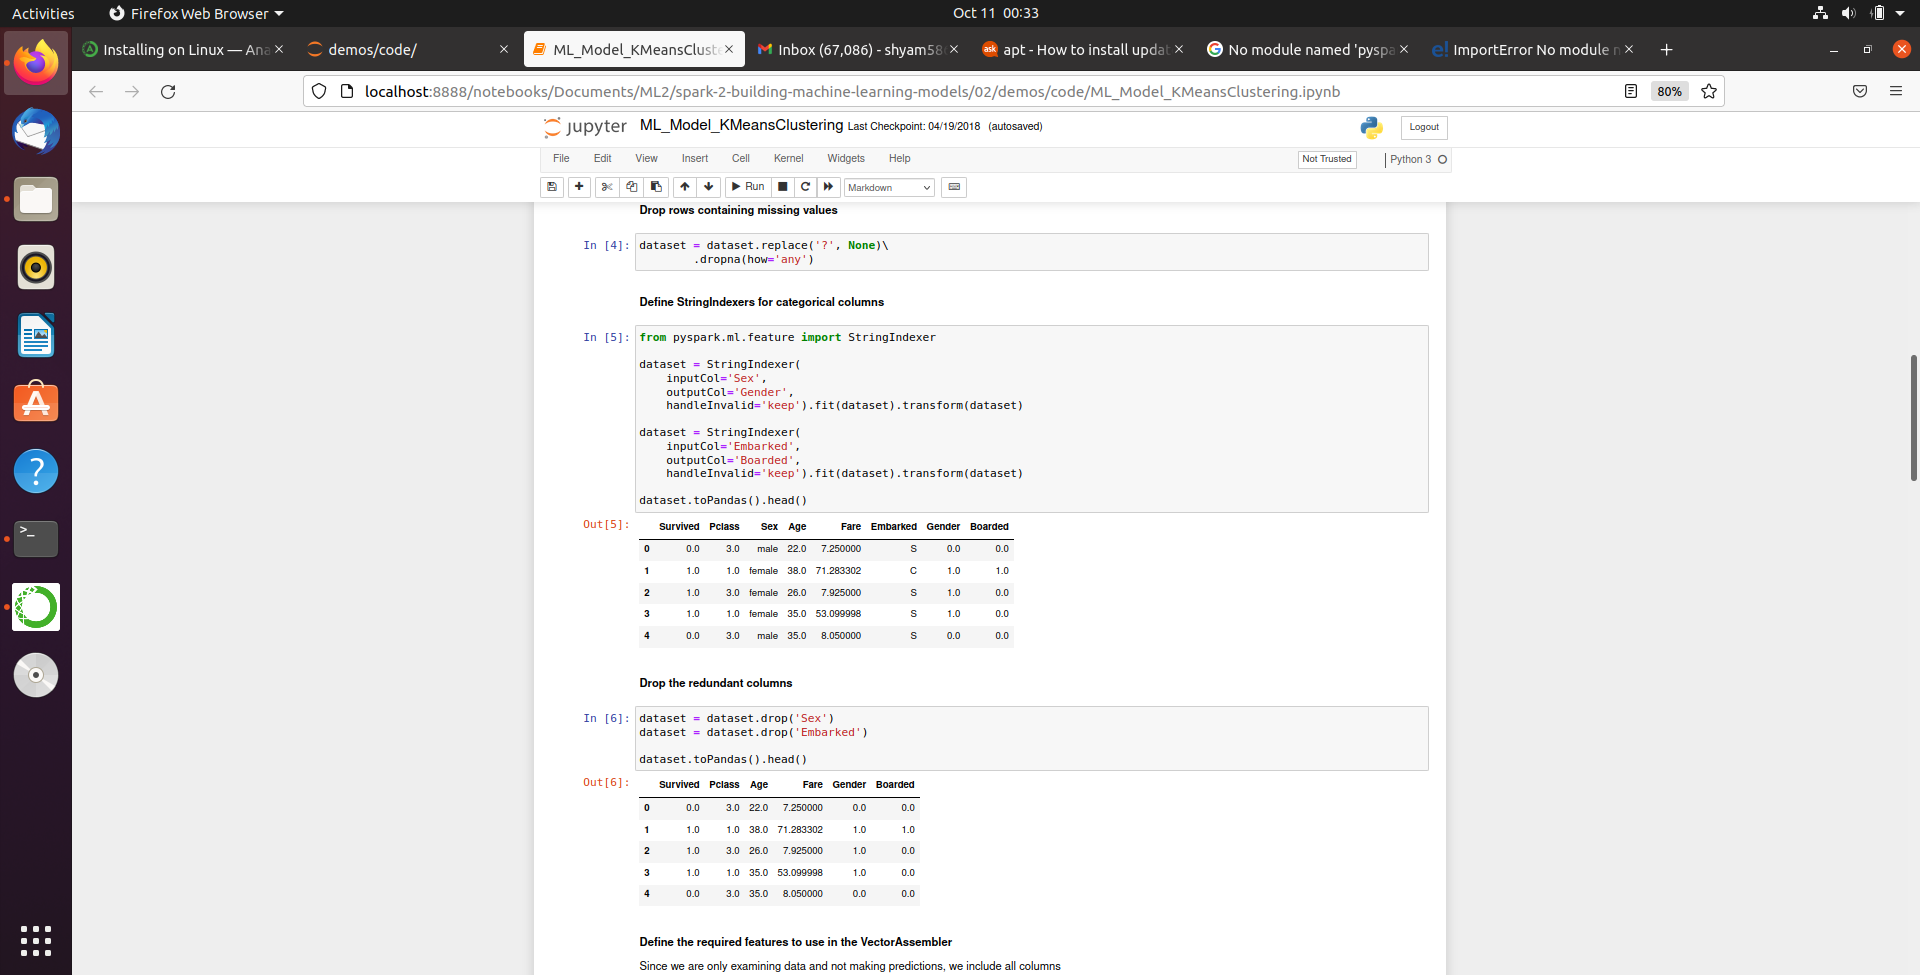 Activities
Firefox Web Browser
Oct 11 00:33
Installing on Linux — Ana
demos/code/
ML_Model_KMeansCluste
Inbox (67,086) - shyam58
apt - How to install updat
No module named 'pyspa
ImportError No module n
localhost:8888/notebooks/Documents/ML2/spark-2-building-machine-learning-models/02/demos/code/ML_Model_KMeansClustering.ipynb
80%
jupyter
ML_Model_KMeansClustering Last Checkpoint: 04/19/2018 (autosaved)
Logout
File Edit View Insert Cell Kernel Widgets Help
Not Trusted
Python 3
Run
Markdown
Drop rows containing missing values
In [4]: dataset = dataset.replace('?', None)\
.dropna(how='any')
Define StringIndexers for categorical columns
In [5]: from pyspark.ml.feature import StringIndexer
dataset = StringIndexer(
inputCol='Sex',
outputCol='Gender',
handleInvalid='keep').fit(dataset).transform(dataset)
dataset = StringIndexer(
inputCol='Embarked',
outputCol='Boarded',
handleInvalid='keep').fit(dataset).transform(dataset)
dataset.toPandas().head()
Out[5]:
Survived Pclass Sex Age Fare Embarked Gender Boarded
0 0.0 3.0 male 22.0 7.250000 S 0.0 0.0
1 1.0 1.0 female 38.0 71.283302 C 1.0 1.0
2 1.0 3.0 female 26.0 7.925000 S 1.0 0.0
3 1.0 1.0 female 35.0 53.099998 S 1.0 0.0
4 0.0 3.0 male 35.0 8.050000 S 0.0 0.0
Drop the redundant columns
In [6]: dataset = dataset.drop('Sex')
dataset = dataset.drop('Embarked')
dataset.toPandas().head()
Out[6]:
Survived Pclass Age Fare Gender Boarded
0 0.0 3.0 22.0 7.250000 0.0 0.0
1 1.0 1.0 38.0 71.283302 1.0 1.0
2 1.0 3.0 26.0 7.925000 1.0 0.0
3 1.0 1.0 35.0 53.099998 1.0 0.0
4 0.0 3.0 35.0 8.050000 0.0 0.0
Define the required features to use in the VectorAssembler
Since we are only examining data and not making predictions, we include all columns